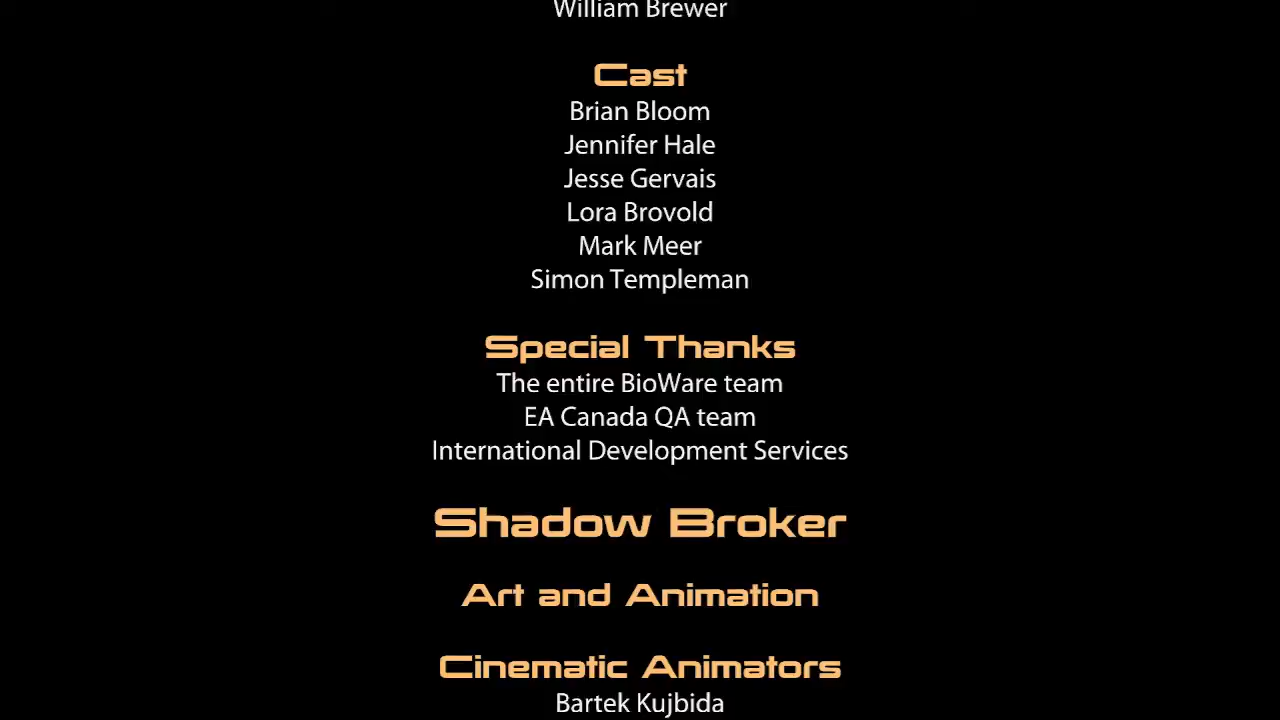 William Brewer
Cast
Brian Bloom
Jennifer Hale
Jesse Gervais
Lora Brovold
Mark Meer
Simon Templeman
Special Thanks
The entire BioWare team
EA Canada QA team
International Development Services
Shadow Broker
Art and Animation
Cinematic Animators
Bartek Kujbida